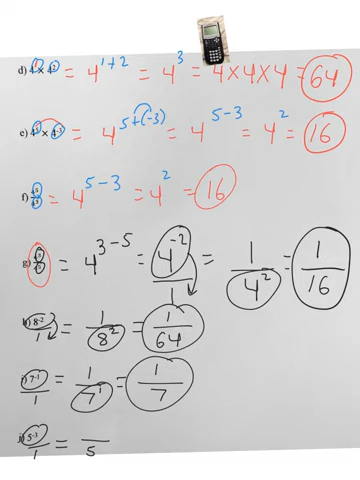 d) 4¹ × 4² = 4¹⁺² = 4³ = 4×4×4 = 64
e) 4⁵ × 4⁻³ = 4⁵⁺⁽⁻³⁾ = 4⁵⁻³ = 4² = 16
f) 4⁵/4³ = 4⁵⁻³ = 4² = 16
g) 4³/4⁵ = 4³⁻⁵ = 4⁻²/1 = 1/4² = 1/16
h) 8⁻²/1 = 1/8² = 1/64
7⁻¹/1 = 1/7¹ = 1/7
5⁻³/1 = /5